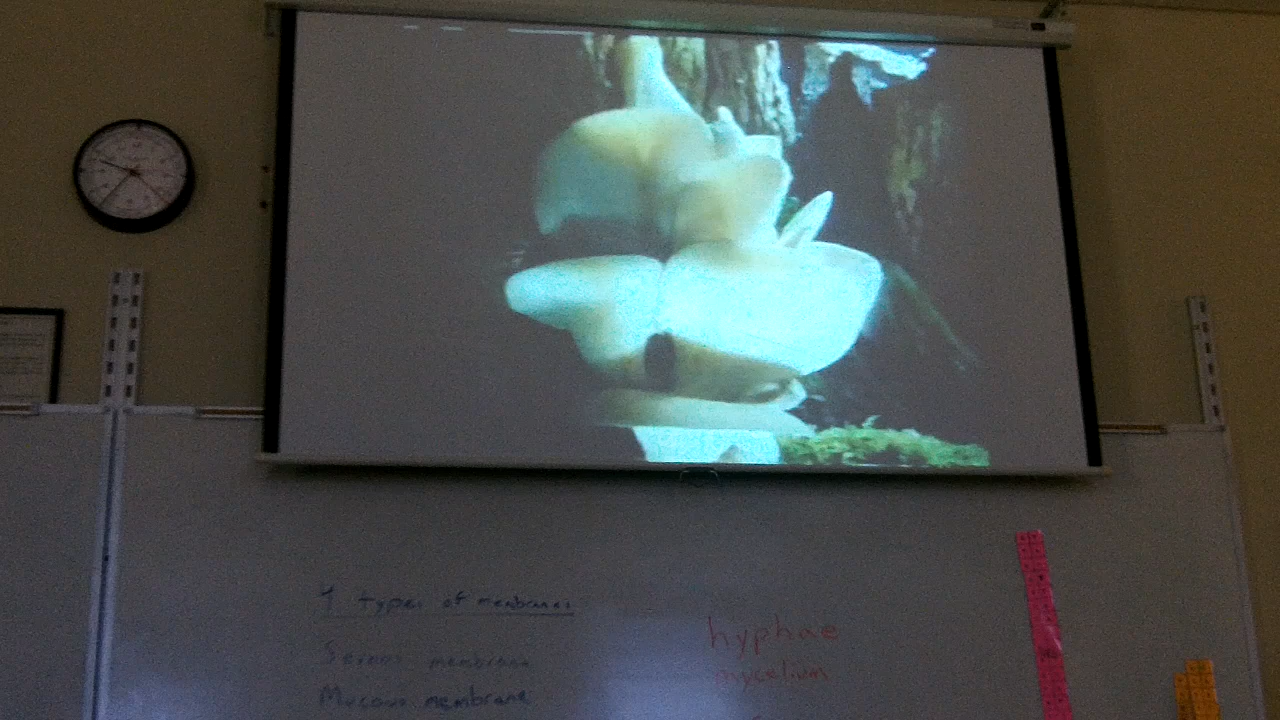 4 types of membranes
Serous membrane
Mucous membrane
hyphae
mycelium